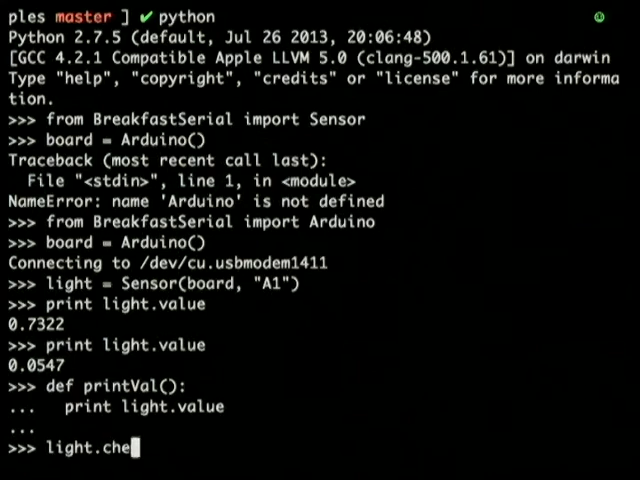 ples master ] ✔ python
Python 2.7.5 (default, Jul 26 2013, 20:06:48)
[GCC 4.2.1 Compatible Apple LLVM 5.0 (clang-500.1.61)] on darwin
Type "help", "copyright", "credits" or "license" for more informa
tion.
>>> from BreakfastSerial import Sensor
>>> board = Arduino()
Traceback (most recent call last):
  File "<stdin>", line 1, in <module>
NameError: name 'Arduino' is not defined
>>> from BreakfastSerial import Arduino
>>> board = Arduino()
Connecting to /dev/cu.usbmodem1411
>>> light = Sensor(board, "A1")
>>> print light.value
0.7322
>>> print light.value
0.0547
>>> def printVal():
...   print light.value
...
>>> light.che